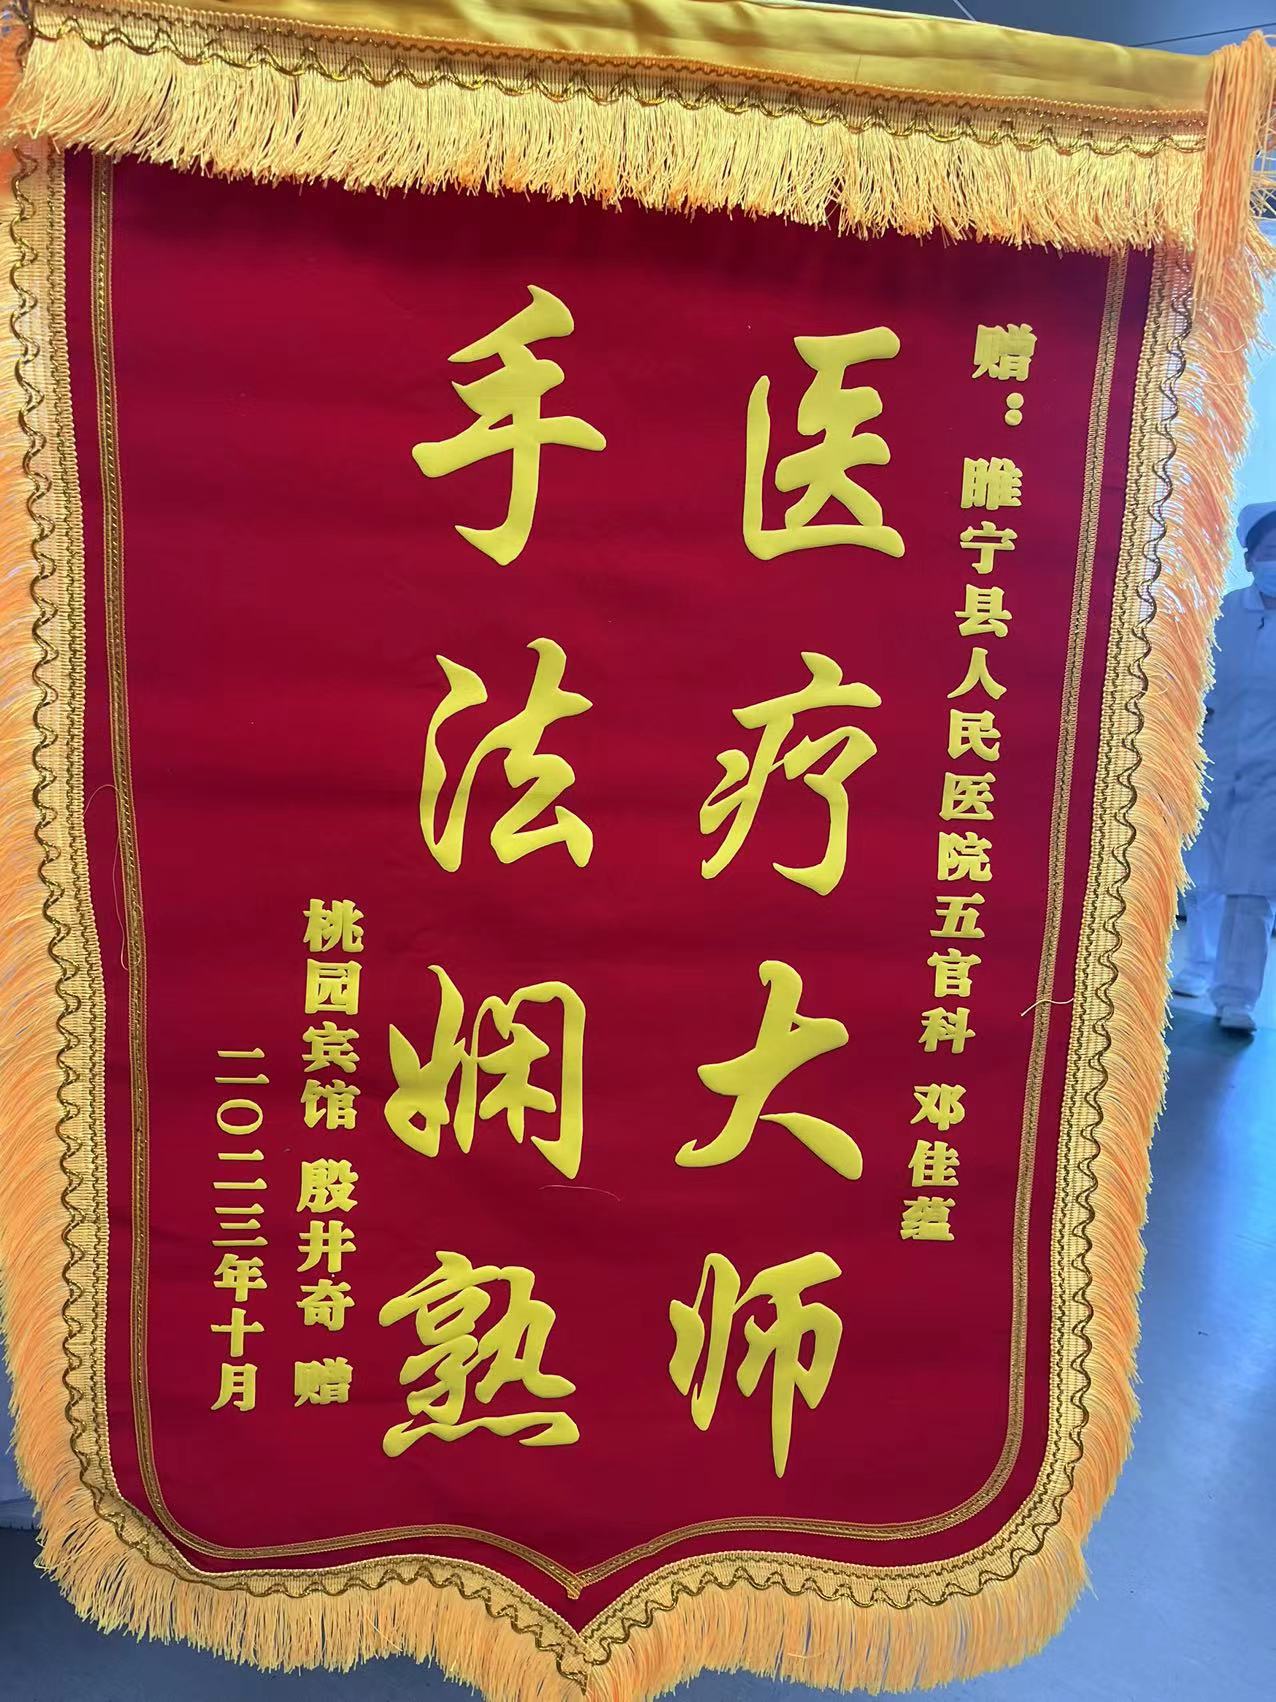 赠：睢宁县人民医院五官科 邓佳蕴
医疗大师
手法娴熟
桃园宾馆 殷井奇 赠
二〇二三年十月